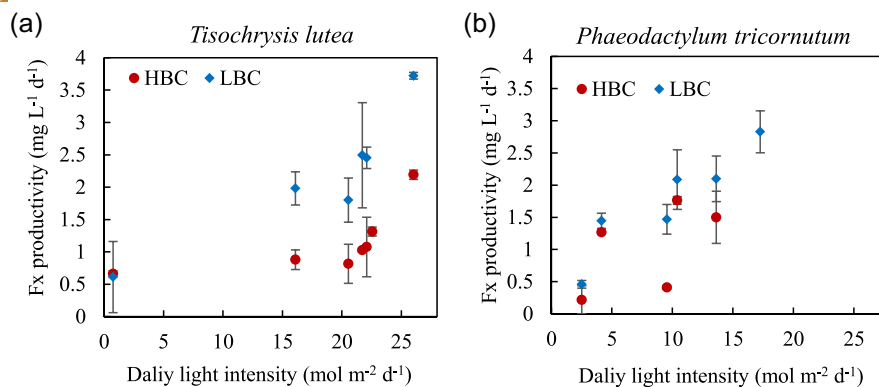 (a)
Tisochrysis lutea
HBC LBC
Fx productivity (mg L-1 d-1)
4
3.5
3
2.5
2
1.5
1
0.5
0
0 5 10 15 20 25
Daliy light intensity (mol m-2 d-1)
(b)
Phaeodactylum tricornutum
HBC LBC
Fx productivity (mg L-1 d-1)
4
3.5
3
2.5
2
1.5
1
0.5
0
0 5 10 15 20 25
Daliy light intensity (mol m-2 d-1)